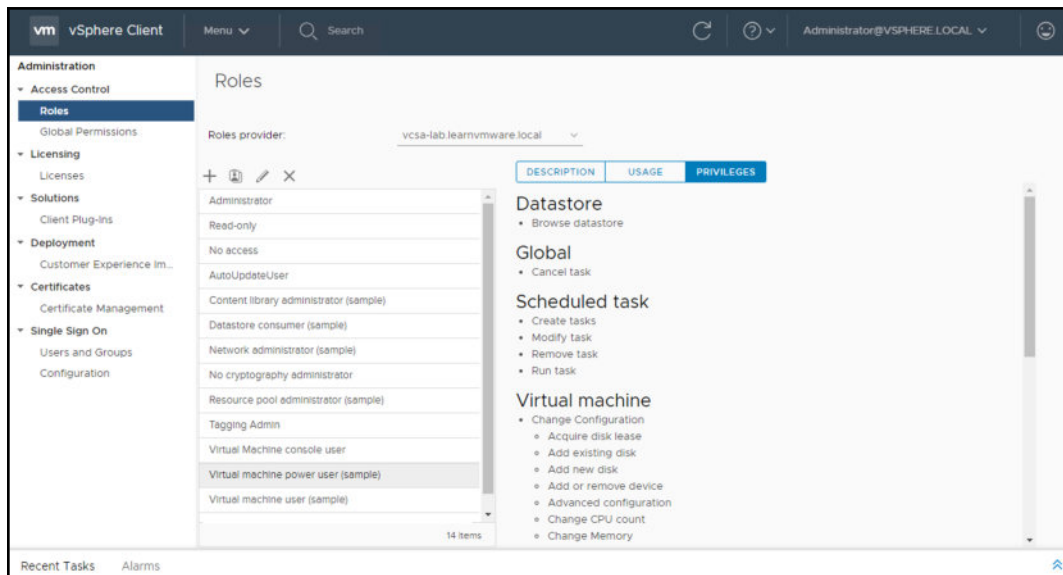 vm vSphere Client Menu Search Administrator@VSPHERE.LOCAL
Administration
Access Control
Roles
Global Permissions
Licensing
Licenses
Solutions
Client Plug-Ins
Deployment
Customer Experience Im...
Certificates
Certificate Management
Single Sign On
Users and Groups
Configuration
Roles
Roles provider: vcsa-lab.learnvmware.local
Administrator
Read-only
No access
AutoUpdateUser
Content library administrator (sample)
Datastore consumer (sample)
Network administrator (sample)
No cryptography administrator
Resource pool administrator (sample)
Tagging Admin
Virtual Machine console user
Virtual machine power user (sample)
Virtual machine user (sample)
14 items
DESCRIPTION USAGE PRIVILEGES
Datastore
• Browse datastore
Global
• Cancel task
Scheduled task
• Create tasks
• Modify task
• Remove task
• Run task
Virtual machine
• Change Configuration
Acquire disk lease
Add existing disk
Add new disk
Add or remove device
Advanced configuration
Change CPU count
Change Memory
Recent Tasks Alarms